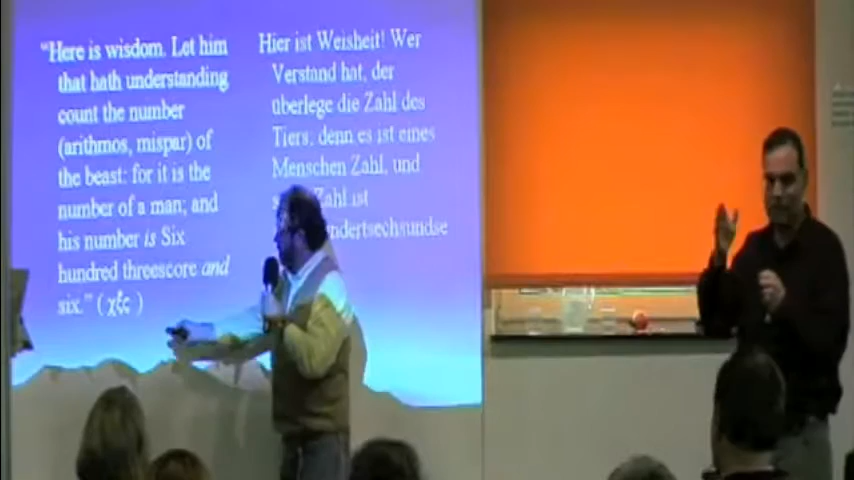 “Here is wisdom. Let him
that hath understanding
count the number
(arithmos, mispar) of
the beast: for it is the
number of a man; and
his number is Six
hundred threescore and
six.” ( χξς )
Hier ist Weisheit! Wer
Verstand hat, der
überlege die Zahl des
Tiers; denn es ist eines
Menschen Zahl, und
Zahl ist
ndertsechsundse